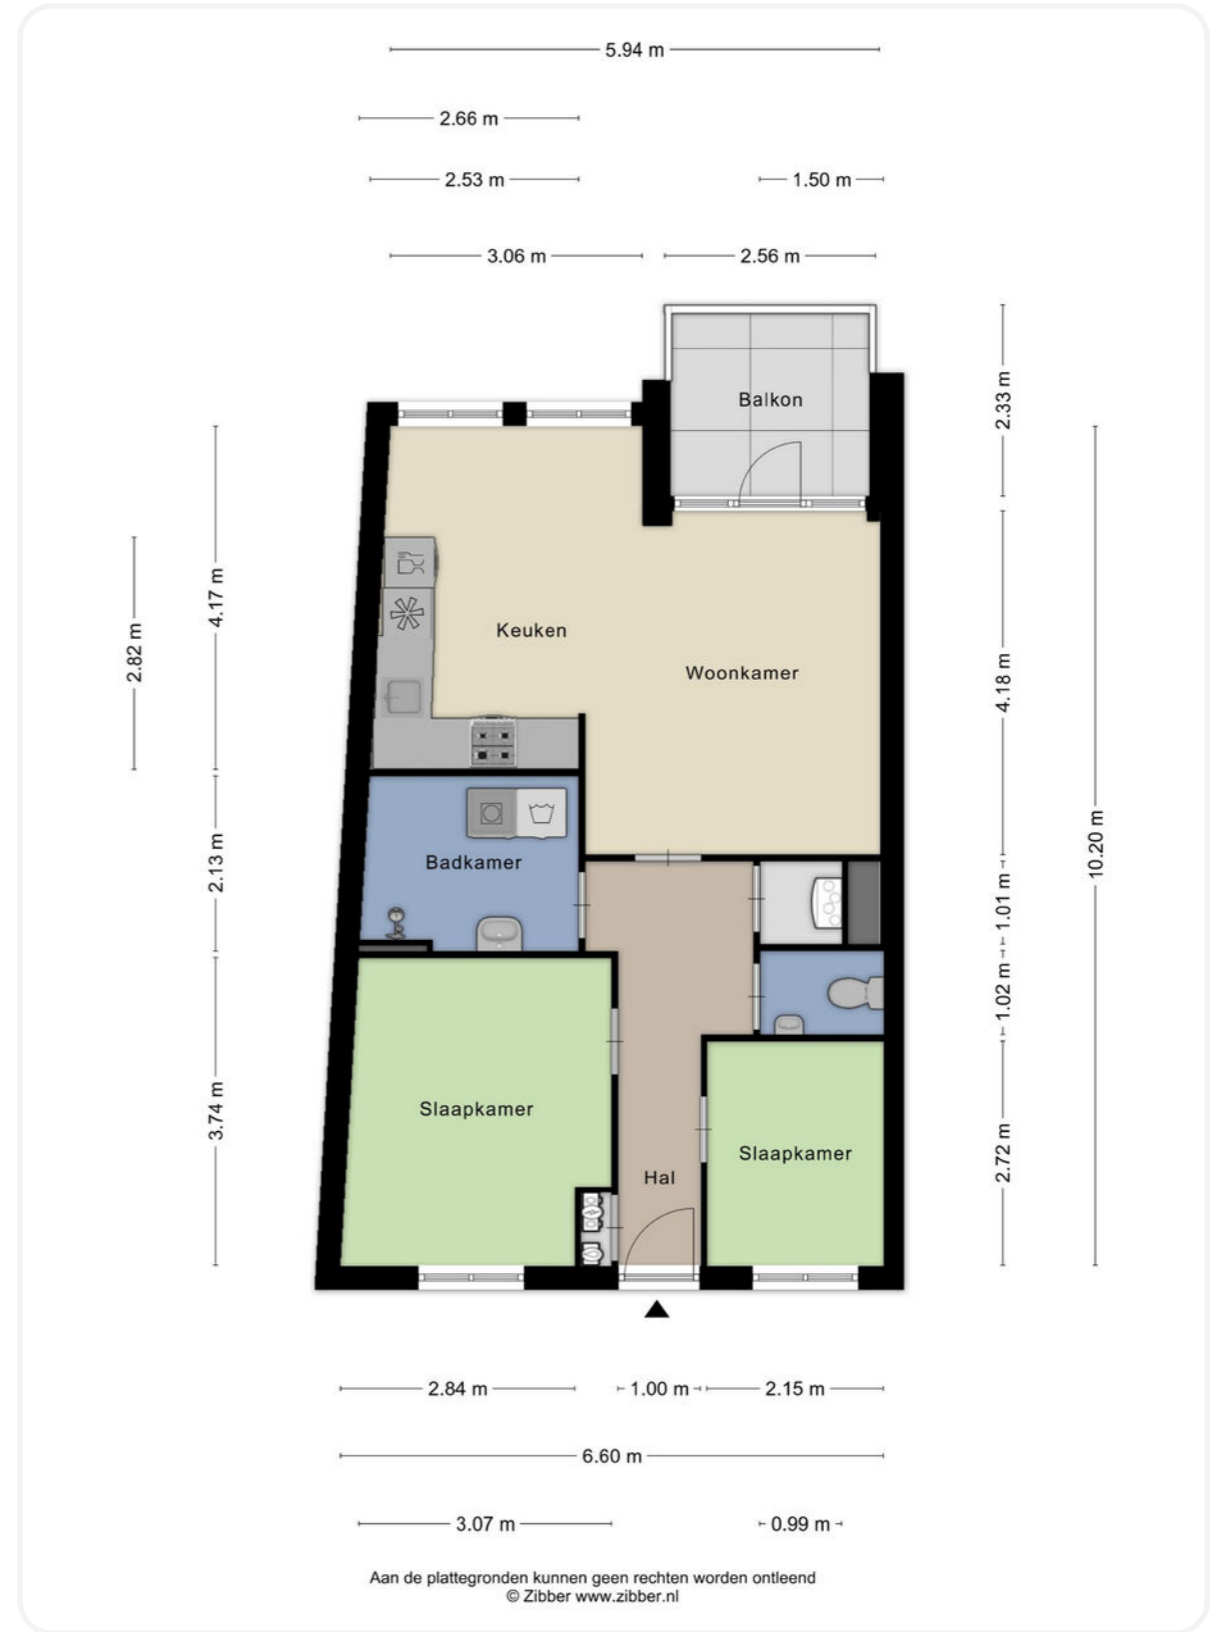 5.94 m
2.66 m
2.53 m
1.50 m
3.06 m
2.56 m
2.33 m
Balkon
4.17 m
2.82 m
Keuken
Woonkamer
4.18 m
10.20 m
2.13 m
Badkamer
1.01 m
1.02 m
3.74 m
Slaapkamer
Slaapkamer
2.72 m
Hal
2.84 m
1.00 m
2.15 m
6.60 m
3.07 m
0.99 m
Aan de plattegronden kunnen geen rechten worden ontleend
© Zibber www.zibber.nl